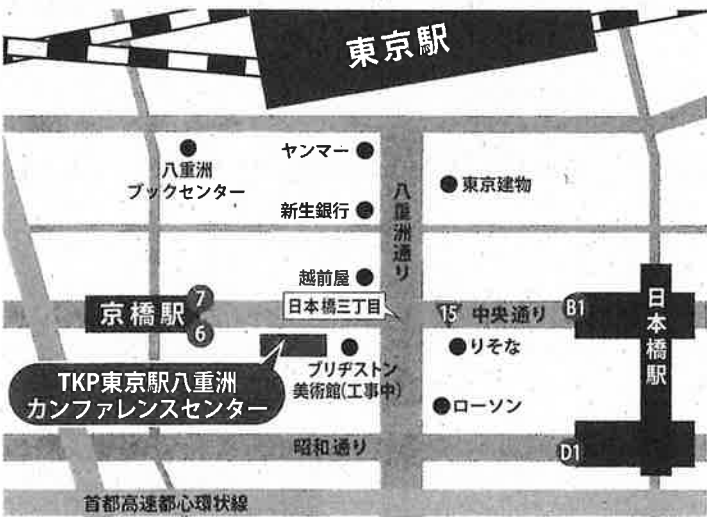 東京駅
ヤンマー
八重洲
ブックセンター
八重洲通り
東京建物
新生銀行
越前屋
日本橋三丁目
京橋駅
7
6
15
中央通り
B1
日本橋駅
りそな
ブリヂストン
美術館(工事中)
TKP東京駅八重洲
カンファレンスセンター
ローソン
昭和通り
D1
首都高速都心環状線